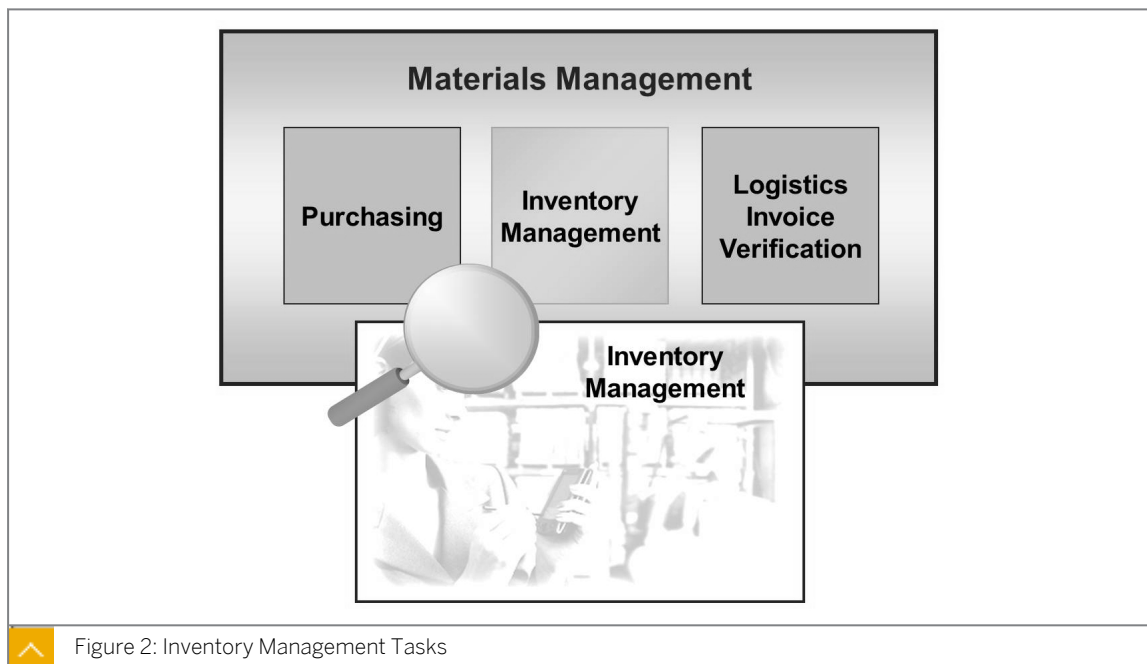 Materials Management
Purchasing
Inventory
Management
Logistics
Invoice
Verification
Inventory
Management
Figure 2: Inventory Management Tasks